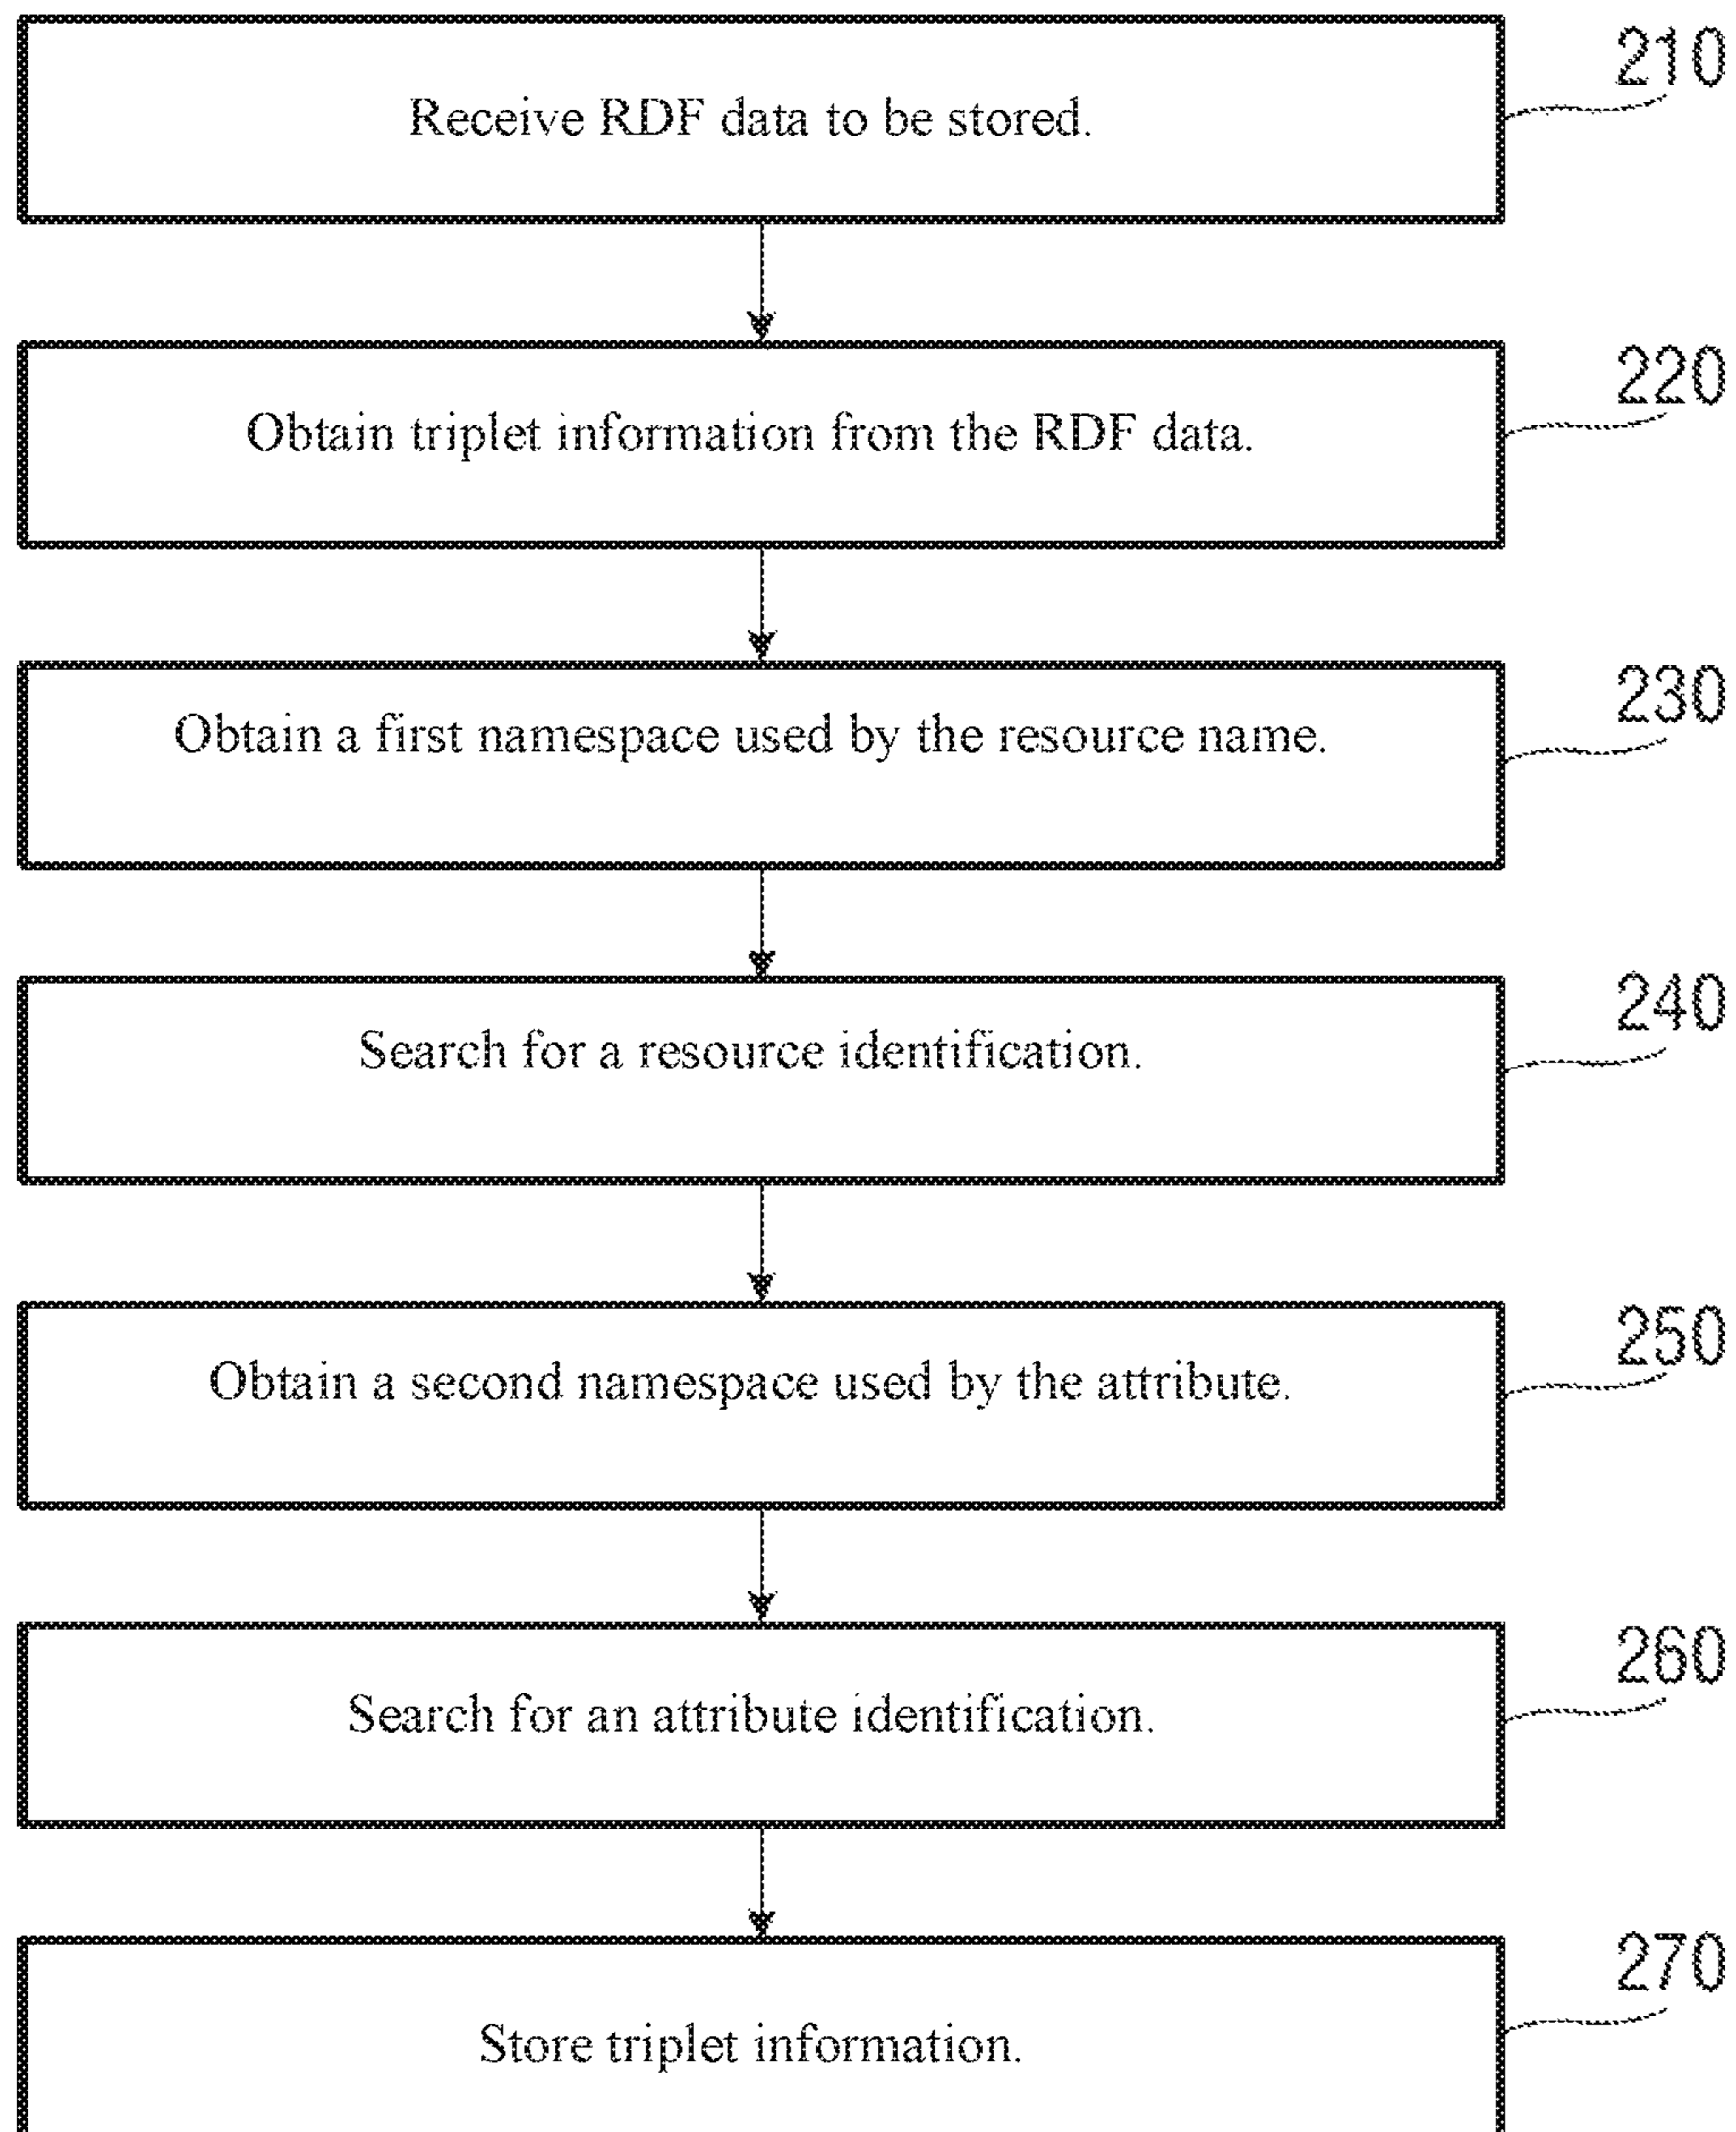 210
Receive RDF data to be stored.
220
Obtain triplet information from the RDF data.
230
Obtain a first namespace used by the resource name.
240
Search for a resource identification.
250
Obtain a second namespace used by the attribute.
260
Search for an attribute identification.
270
Store triplet information.